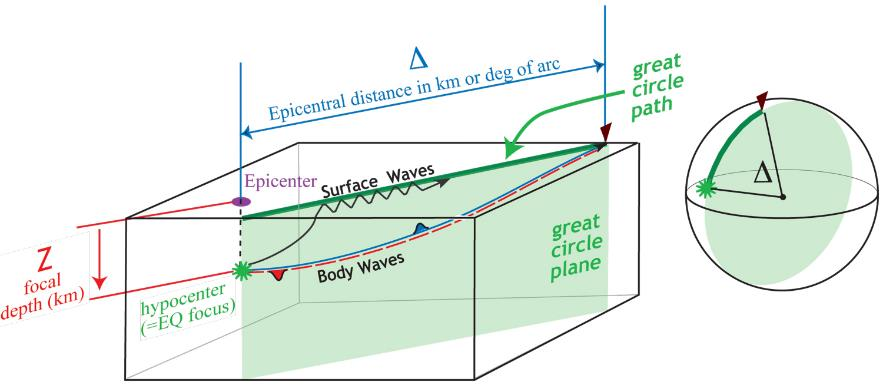 Δ
Epicentral distance in km or deg of arc
great
circle
path
Epicenter
Surface Waves
Δ
Z
focal
depth (km)
great
circle
plane
Body Waves
hypocenter
(=EQ focus)